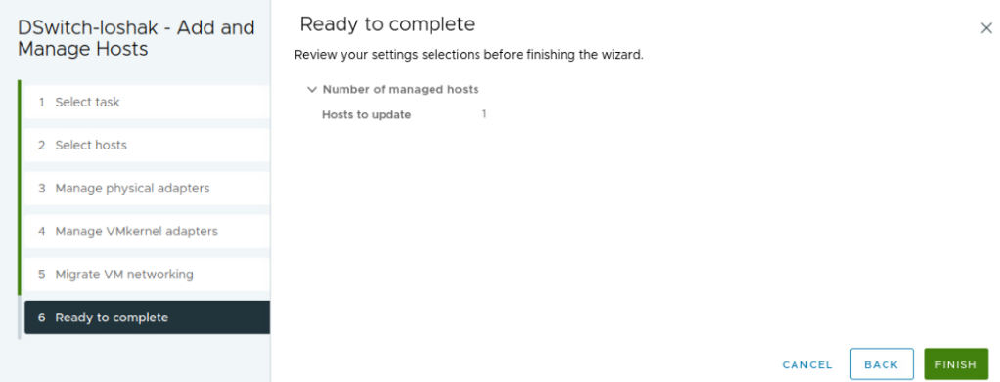 DSwitch-loshak - Add and
Manage Hosts
1 Select task
2 Select hosts
3 Manage physical adapters
4 Manage VMkernel adapters
5 Migrate VM networking
6 Ready to complete
Ready to complete
Review your settings selections before finishing the wizard.
Number of managed hosts
Hosts to update 1
CANCEL BACK FINISH